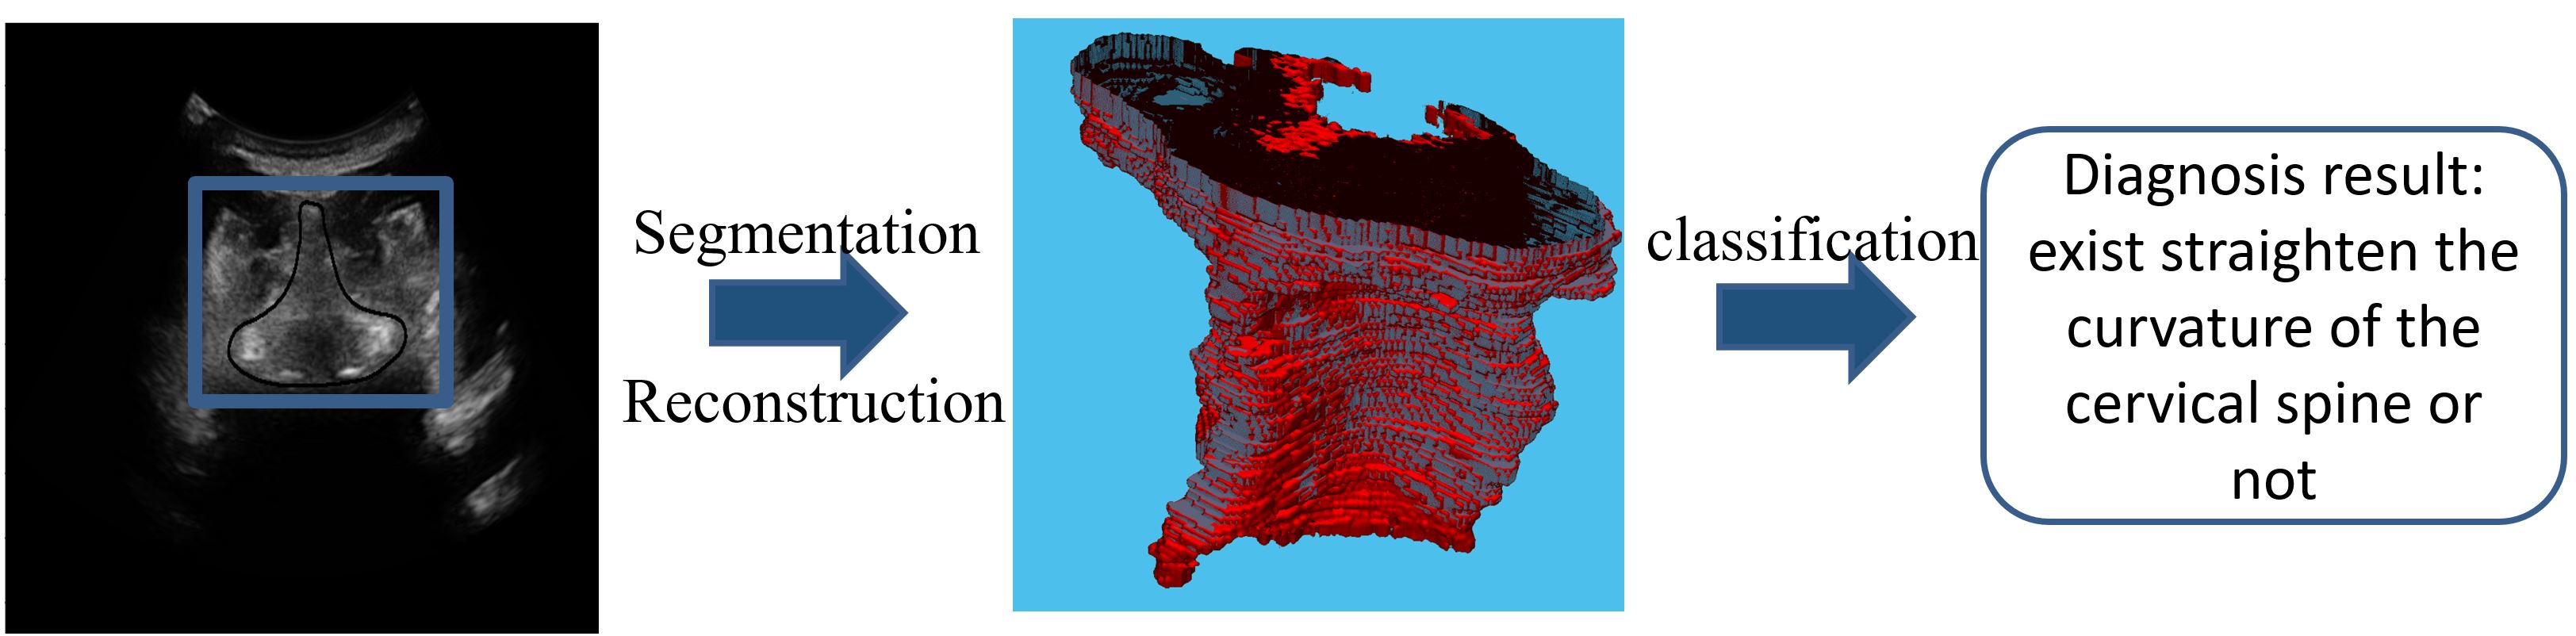 Segmentation
Reconstruction
classification
Diagnosis result:
exist straighten the
curvature of the
cervical spine or
not